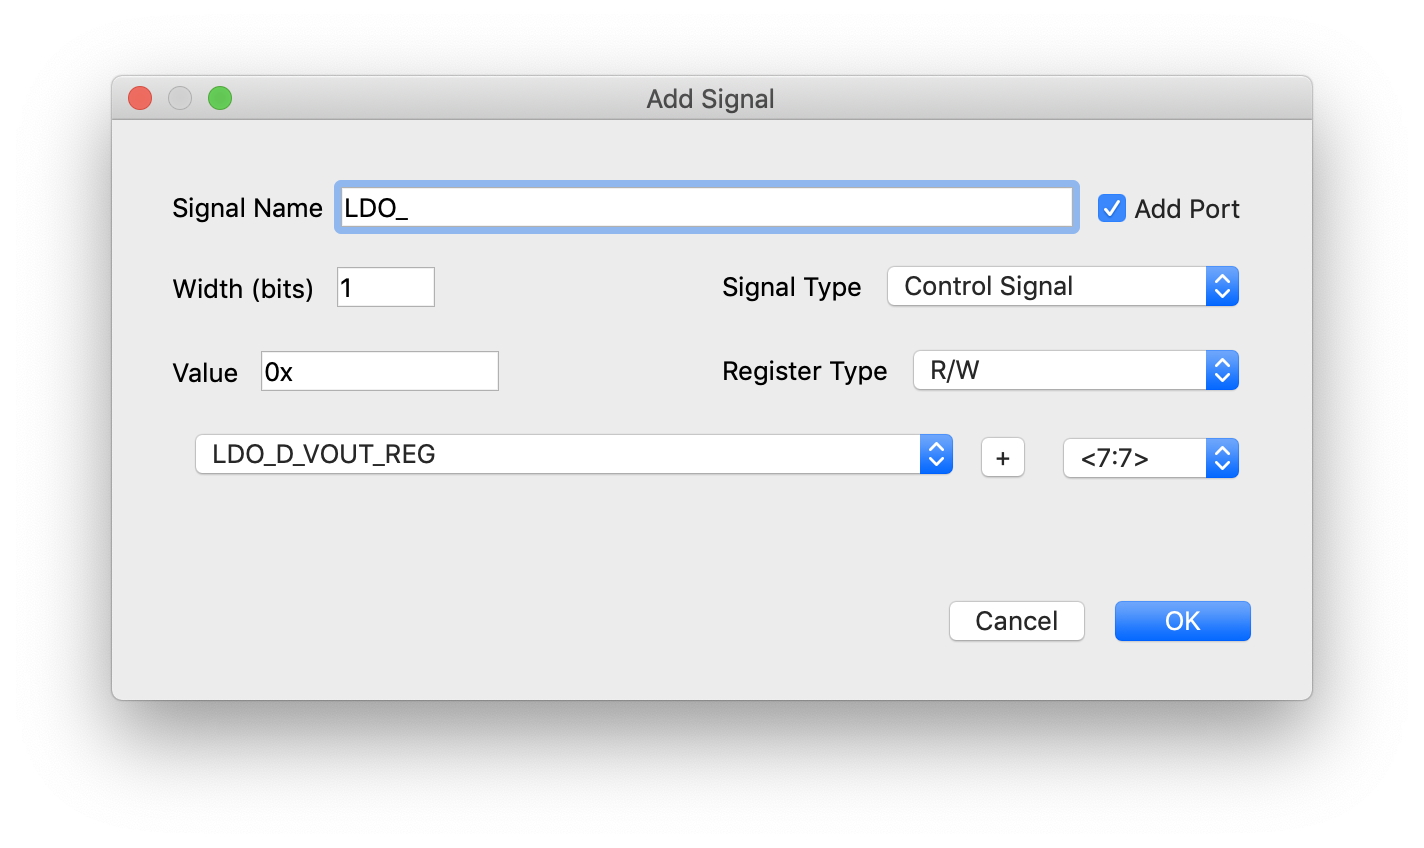 Add Signal
Signal Name LDO_ Add Port
Width (bits) 1 Signal Type Control Signal
Value 0x Register Type R/W
LDO_D_VOUT_REG + <7:7>
Cancel OK